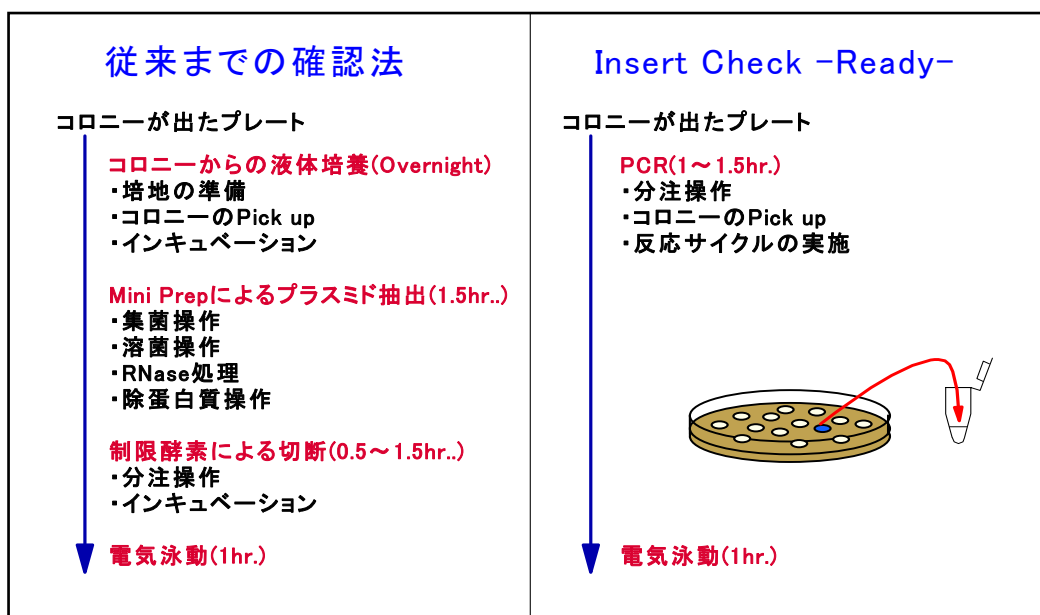 従来までの確認法
コロニーが出たプレート
コロニーからの液体培養(Overnight)
・培地の準備
・コロニーのPick up
・インキュベーション
Mini Prepによるプラスミド抽出(1.5hr..)
・集菌操作
・溶菌操作
・RNase処理
・除蛋白質操作
制限酵素による切断(0.5～1.5hr..)
・分注操作
・インキュベーション
電気泳動(1hr.)
Insert Check -Ready-
コロニーが出たプレート
PCR(1～1.5hr.)
・分注操作
・コロニーのPick up
・反応サイクルの実施
電気泳動(1hr.)